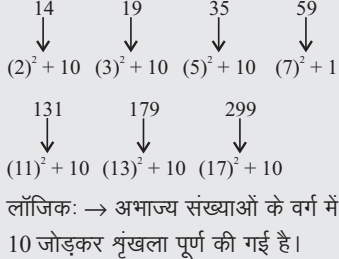 14 19 35 59
(2)² + 10 (3)² + 10 (5)² + 10 (7)² + 1
131 179 299
(11)² + 10 (13)² + 10 (17)² + 10
लॉजिकः → अभाज्य संख्याओं के वर्ग में
10 जोड़कर शृंखला पूर्ण की गई है।